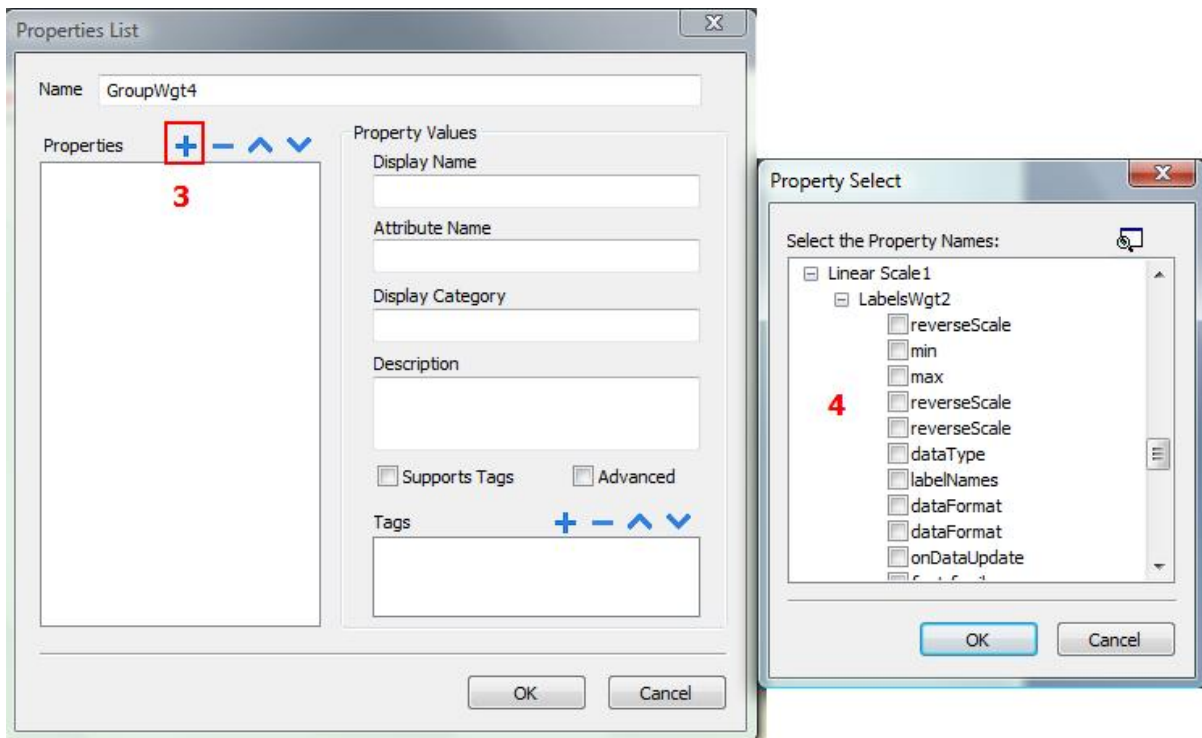 Properties List
Name GroupWgt4
Properties
3
Property Values
Display Name
Attribute Name
Display Category
Description
Supports Tags Advanced
Tags
OK Cancel
Property Select
Select the Property Names:
Linear Scale1
LabelsWgt2
reverseScale
min
max
4 reverseScale
reverseScale
dataType
labelNames
dataFormat
dataFormat
onDataUpdate
OK Cancel